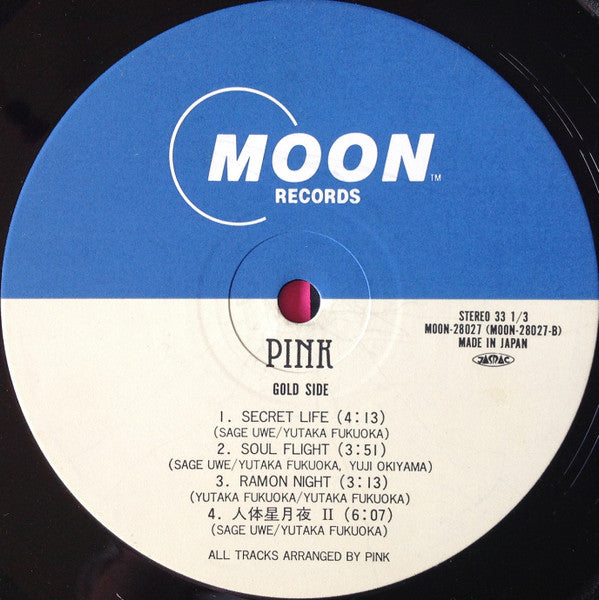 MOON™
RECORDS
STEREO 33 1/3
MOON-28027 (MOON-28027-B)
MADE IN JAPAN
JASRAC
PINK
GOLD SIDE
1. SECRET LIFE (4:13)
(SAGE UWE/YUTAKA FUKUOKA)
2. SOUL FLIGHT (3:51)
(SAGE UWE/YUTAKA FUKUOKA, YUJI OKIYAMA)
3. RAMON NIGHT (3:13)
(YUTAKA FUKUOKA/YUTAKA FUKUOKA)
4. 人体星月夜 II (6:07)
(SAGE UWE/YUTAKA FUKUOKA)
ALL TRACKS ARRANGED BY PINK